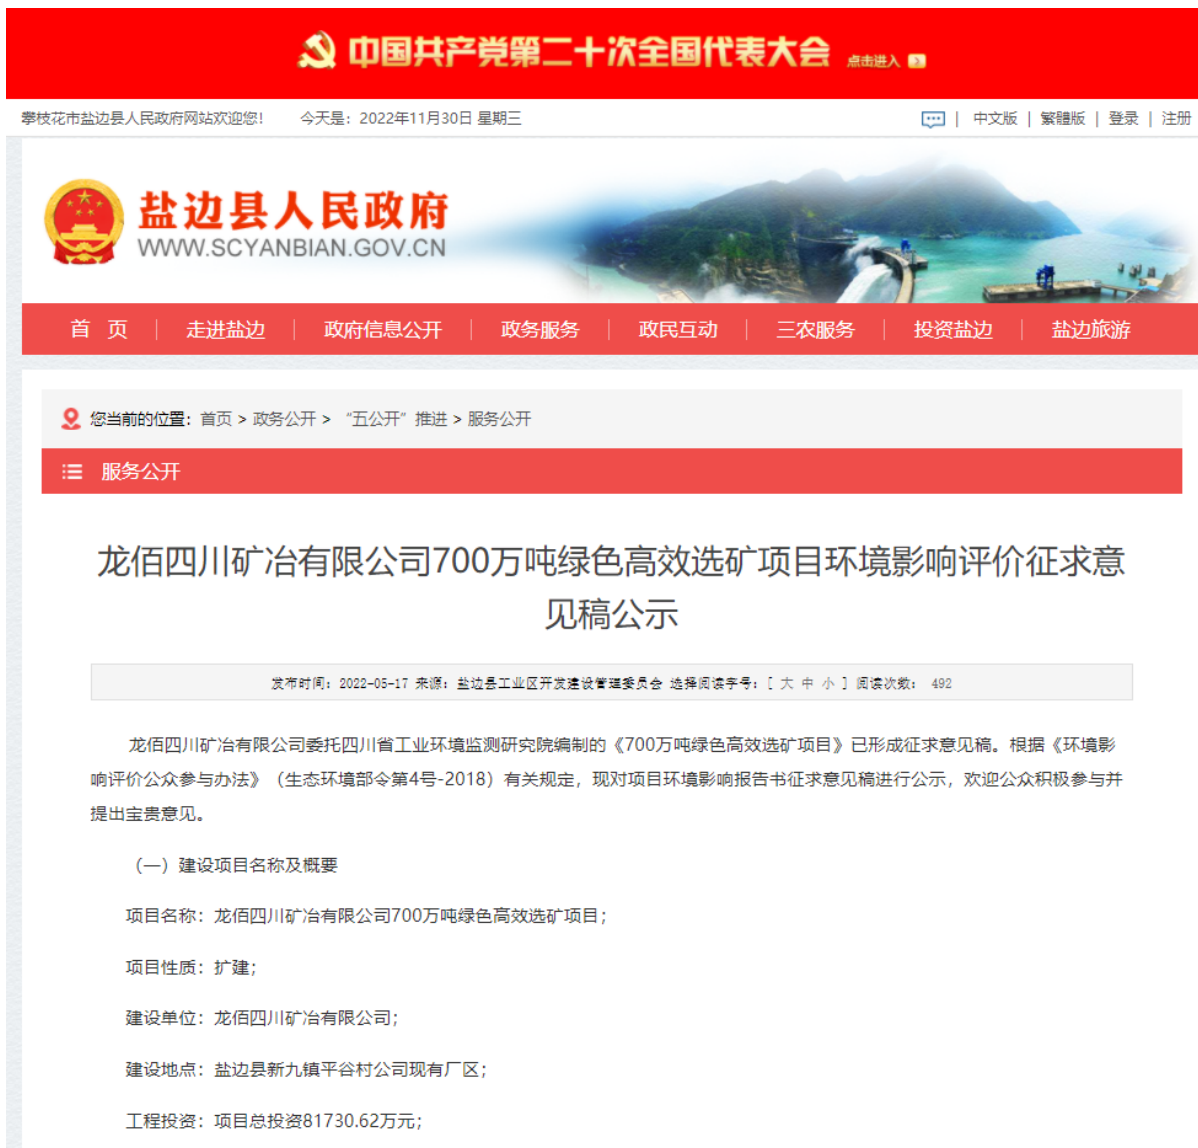 中国共产党第二十次全国代表大会 点击进入
攀枝花市盐边县人民政府网站欢迎您! 今天是：2022年11月30日 星期三 | 中文版 | 繁體版 | 登录 | 注册
盐边县人民政府
WWW.SCYANBIAN.GOV.CN
首 页 | 走进盐边 | 政府信息公开 | 政务服务 | 政民互动 | 三农服务 | 投资盐边 | 盐边旅游
您当前的位置：首页 > 政务公开 > “五公开”推进 > 服务公开
服务公开
龙佰四川矿冶有限公司700万吨绿色高效选矿项目环境影响评价征求意
见稿公示
发布时间：2022-05-17 来源：盐边县工业区开发建设管理委员会 选择阅读字号：[ 大 中 小 ] 阅读次数： 492
龙佰四川矿冶有限公司委托四川省工业环境监测研究院编制的《700万吨绿色高效选矿项目》已形成征求意见稿。根据《环境影
响评价公众参与办法》（生态环境部令第4号-2018）有关规定，现对项目环境影响报告书征求意见稿进行公示，欢迎公众积极参与并
提出宝贵意见。
（一）建设项目名称及概要
项目名称：龙佰四川矿冶有限公司700万吨绿色高效选矿项目；
项目性质：扩建；
建设单位：龙佰四川矿冶有限公司；
建设地点：盐边县新九镇平谷村公司现有厂区；
工程投资：项目总投资81730.62万元；